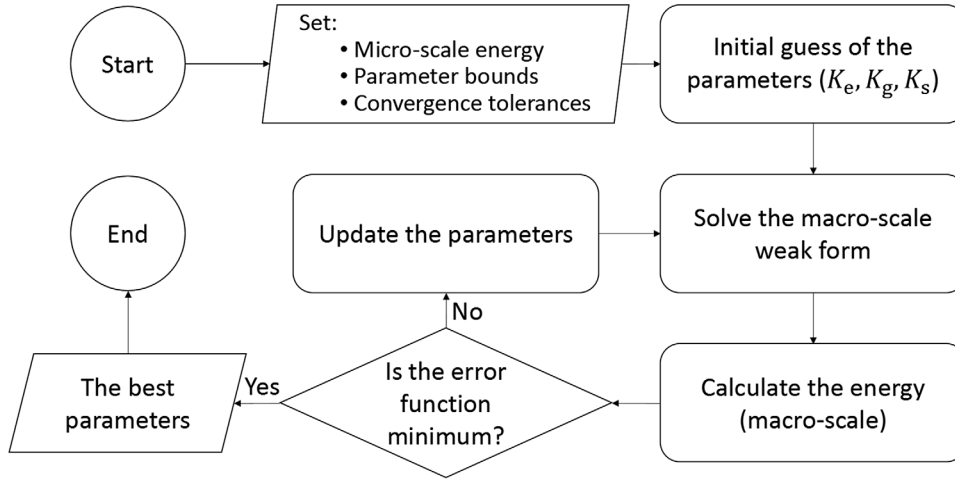 Start
Set:
• Micro-scale energy
• Parameter bounds
• Convergence tolerances
Initial guess of the
parameters (Kₑ, K_g, Kₛ)
End
Update the parameters
Solve the macro-scale
weak form
No
The best
parameters
Yes
Is the error
function
minimum?
Calculate the energy
(macro-scale)